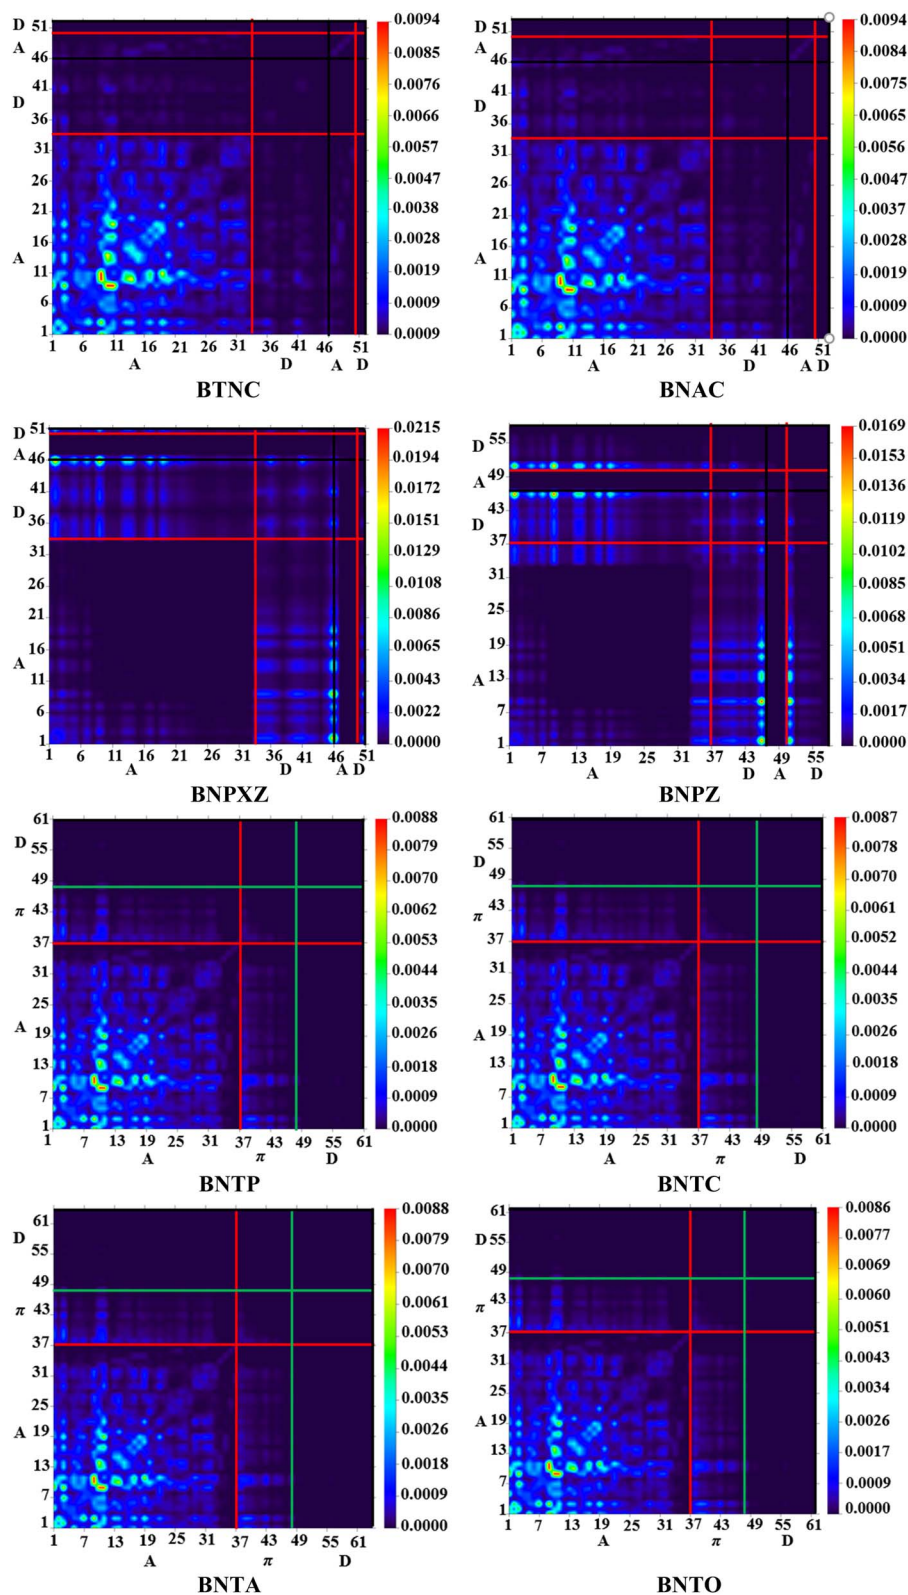 D 51
A 46
41
D 36
31
26
21
16
A 11
6
1
1 6 11 16 21 26 31 36 41 46 51
A D A D
0.0094
0.0085
0.0076
0.0066
0.0057
0.0047
0.0038
0.0028
0.0019
0.0009
0.0009
BTNC
D 51
A 46
41
D 36
31
26
21
16
A 11
6
1
1 6 11 16 21 26 31 36 41 46 51
A D A D
0.0094
0.0085
0.0076
0.0066
0.0057
0.0047
0.0038
0.0028
0.0019
0.0009
0.0000
BNAC
D 51
A 46
41
D 36
31
26
21
16
A 11
6
1
1 6 11 16 21 26 31 36 41 46 51
A D A D
0.0215
0.0194
0.0172
0.0151
0.0129
0.0108
0.0086
0.0065
0.0043
0.0022
0.0000
BNPXZ
D 55
A 49
43
D 37
31
25
19
A 13
7
1
1 7 13 19 25 31 37 43 49 55
A D A D
0.0169
0.0152
0.0136
0.0119
0.0102
0.0085
0.0068
0.0051
0.0034
0.0017
0.0000
BNPZ
61
D 55
49
π 43
37
31
25
A 19
13
7
1
1 7 13 19 25 31 37 43 49 55 61
A π D
0.0088
0.0080
0.0071
0.0062
0.0053
0.0044
0.0035
0.0027
0.0018
0.0009
0.0000
BNTP
61
D 55
49
π 43
37
31
25
A 19
13
7
1
1 7 13 19 25 31 37 43 49 55 61
A π D
0.0087
0.0078
0.0070
0.0061
0.0052
0.0043
0.0035
0.0026
0.0017
0.0009
0.0000
BNTC
61
D 55
49
π 43
37
31
25
A 19
13
7
1
1 7 13 19 25 31 37 43 49 55 61
A π D
0.0088
0.0079
0.0070
0.0061
0.0053
0.0044
0.0035
0.0026
0.0018
0.0009
0.0000
BNTA
61
D 55
49
π 43
37
31
25
A 19
13
7
1
1 7 13 19 25 31 37 43 49 55 61
A π D
0.0086
0.0077
0.0069
0.0060
0.0051
0.0043
0.0034
0.0026
0.0017
0.0009
0.0000
BNTO